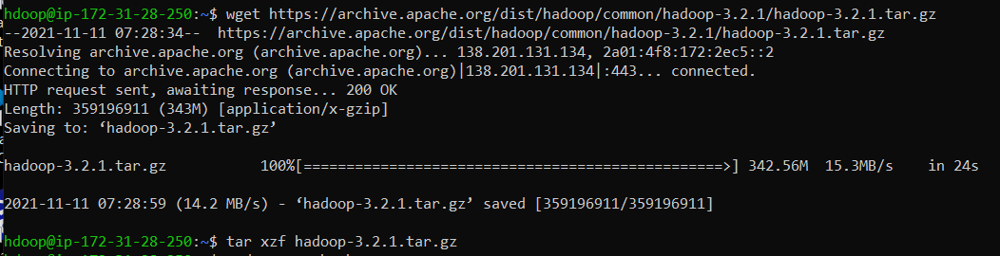 hdoop@ip-172-31-28-250:~$ wget https://archive.apache.org/dist/hadoop/common/hadoop-3.2.1/hadoop-3.2.1.tar.gz
--2021-11-11 07:28:34--  https://archive.apache.org/dist/hadoop/common/hadoop-3.2.1/hadoop-3.2.1.tar.gz
Resolving archive.apache.org (archive.apache.org)... 138.201.131.134, 2a01:4f8:172:2ec5::2
Connecting to archive.apache.org (archive.apache.org)|138.201.131.134|:443... connected.
HTTP request sent, awaiting response... 200 OK
Length: 359196911 (343M) [application/x-gzip]
Saving to: ‘hadoop-3.2.1.tar.gz’
hadoop-3.2.1.tar.gz 100%[=================================================>] 342.56M 15.3MB/s in 24s
2021-11-11 07:28:59 (14.2 MB/s) - ‘hadoop-3.2.1.tar.gz’ saved [359196911/359196911]
hdoop@ip-172-31-28-250:~$ tar xzf hadoop-3.2.1.tar.gz